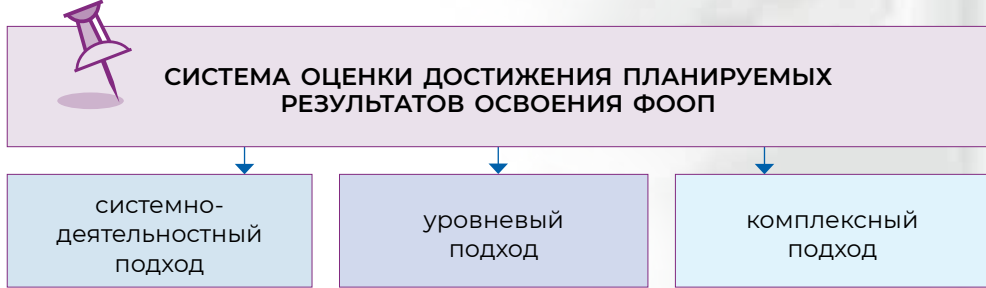 СИСТЕМА ОЦЕНКИ ДОСТИЖЕНИЯ ПЛАНИРУЕМЫХ
РЕЗУЛЬТАТОВ ОСВОЕНИЯ ФООП
системно-
деятельностный
подход
уровневый
подход
комплексный
подход